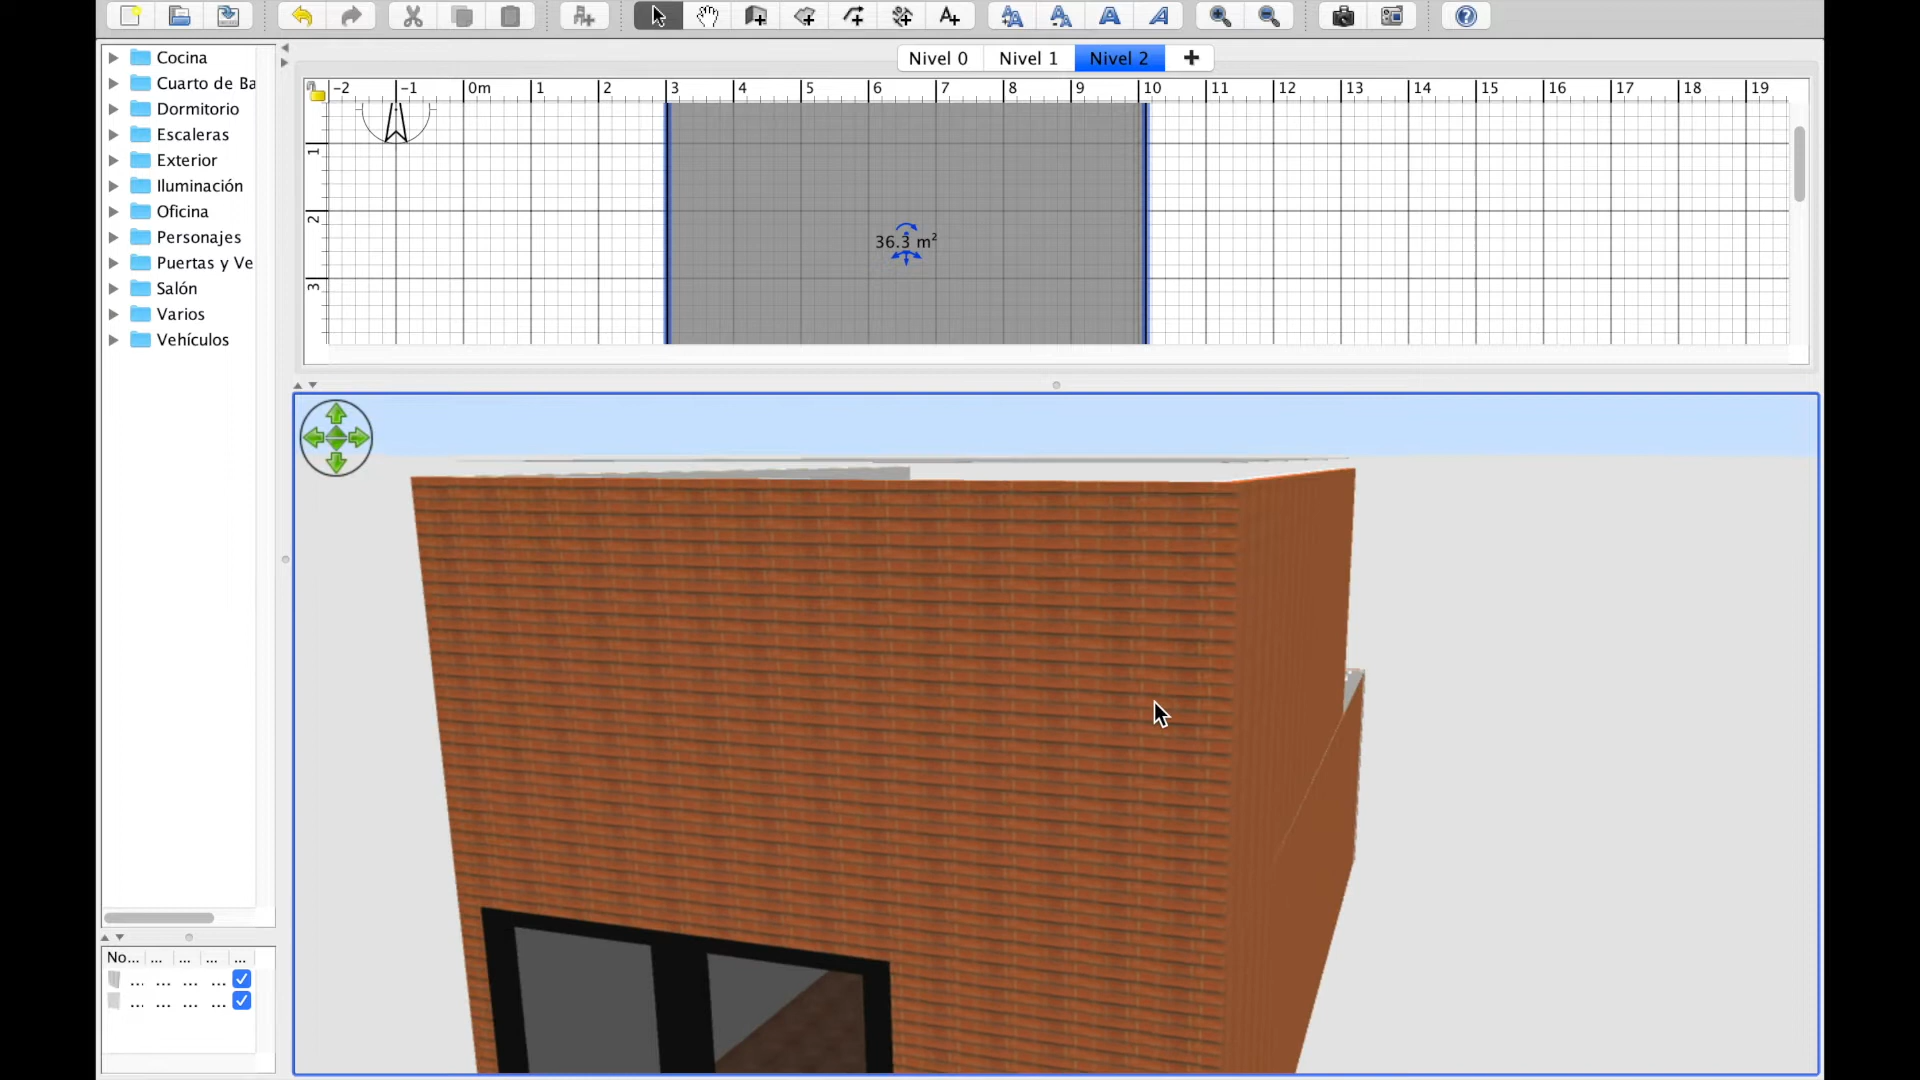 Nivel 0 Nivel 1 Nivel 2 +
-2 -1 0m 1 2 3 4 5 6 7 8 9 10 11 12 13 14 15 16 17 18 19
1
2
3
36.3 m²
Cocina
Cuarto de Ba
Dormitorio
Escaleras
Exterior
Iluminación
Oficina
Personajes
Puertas y Ve
Salón
Varios
Vehículos
No... ... ... ... ...
... ... ... ...
... ... ... ...